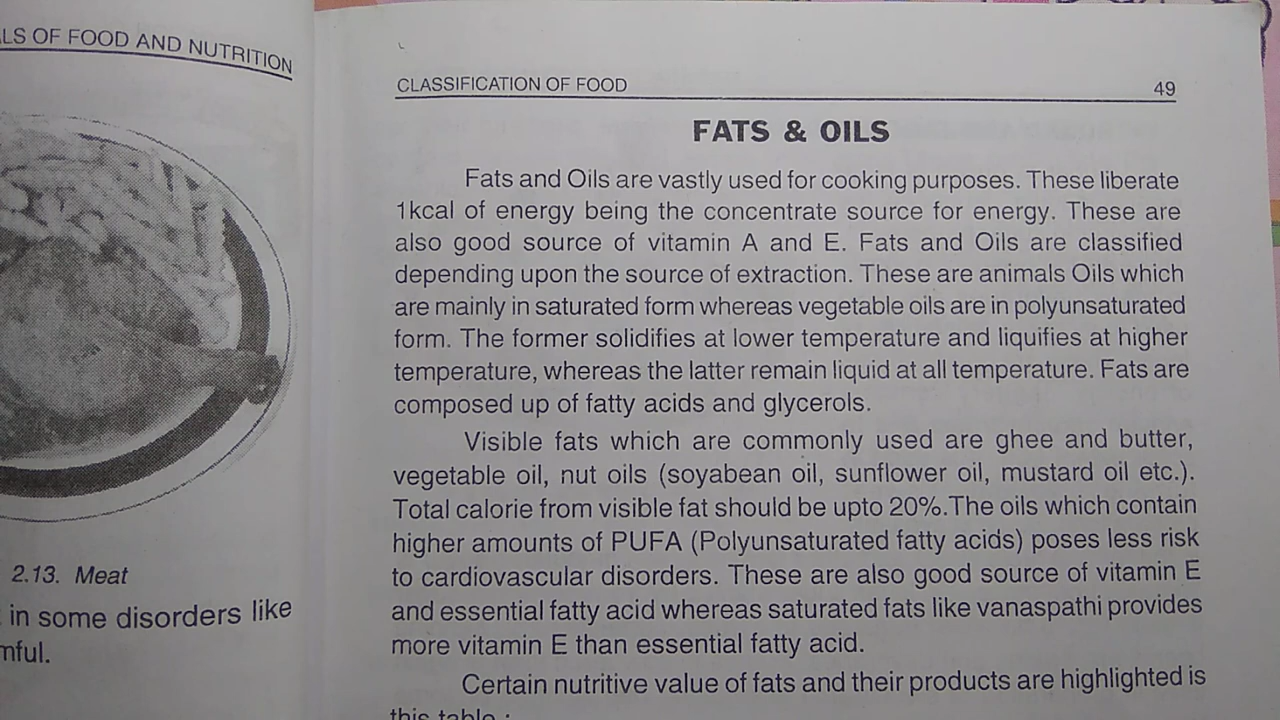 LS OF FOOD AND NUTRITION
2.13. Meat
in some disorders like
mful.
CLASSIFICATION OF FOOD 49
FATS & OILS
Fats and Oils are vastly used for cooking purposes. These liberate
1kcal of energy being the concentrate source for energy. These are
also good source of vitamin A and E. Fats and Oils are classified
depending upon the source of extraction. These are animals Oils which
are mainly in saturated form whereas vegetable oils are in polyunsaturated
form. The former solidifies at lower temperature and liquifies at higher
temperature, whereas the latter remain liquid at all temperature. Fats are
composed up of fatty acids and glycerols.
Visible fats which are commonly used are ghee and butter,
vegetable oil, nut oils (soyabean oil, sunflower oil, mustard oil etc.).
Total calorie from visible fat should be upto 20%.The oils which contain
higher amounts of PUFA (Polyunsaturated fatty acids) poses less risk
to cardiovascular disorders. These are also good source of vitamin E
and essential fatty acid whereas saturated fats like vanaspathi provides
more vitamin E than essential fatty acid.
Certain nutritive value of fats and their products are highlighted is
this table :